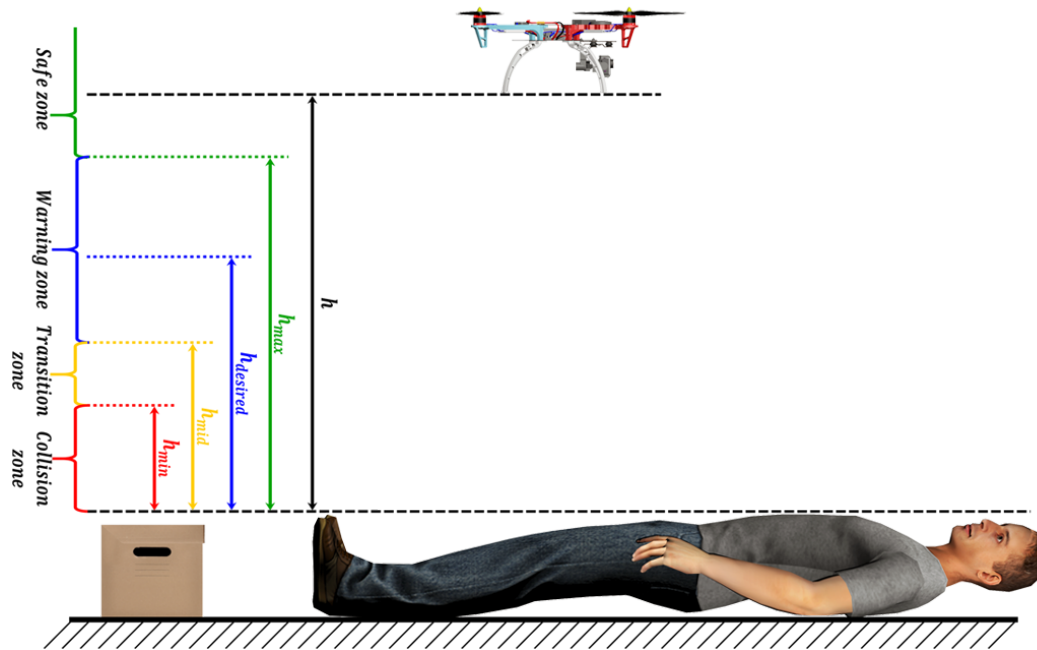 Safe zone
Warning zone
Transition
zone
Collision
zone
h
h_max
h_desired
h_mid
h_min